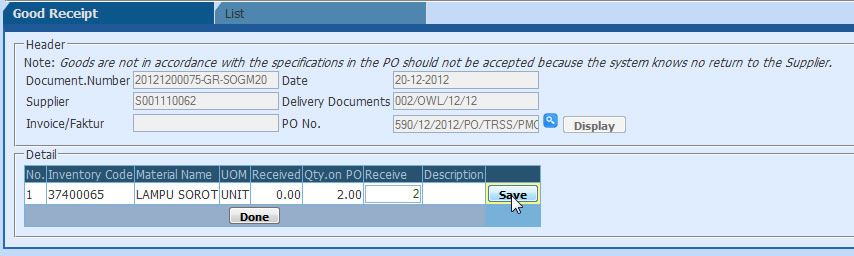 Good Receipt List
Header
Note: Goods are not in accordance with the specifications in the PO should not be accepted because the system knows no return to the Supplier.
Document.Number 20121200075-GR-SOGM20 Date 20-12-2012
Supplier S001110062 Delivery Documents 002/OWL/12/12
Invoice/Faktur PO No. 590/12/2012/PO/TRSS/PMO Display
Detail
No. Inventory Code Material Name UOM Received Qty.on PO Receive Description
1 37400065 LAMPU SOROT UNIT 0.00 2.00 2 Save
Done